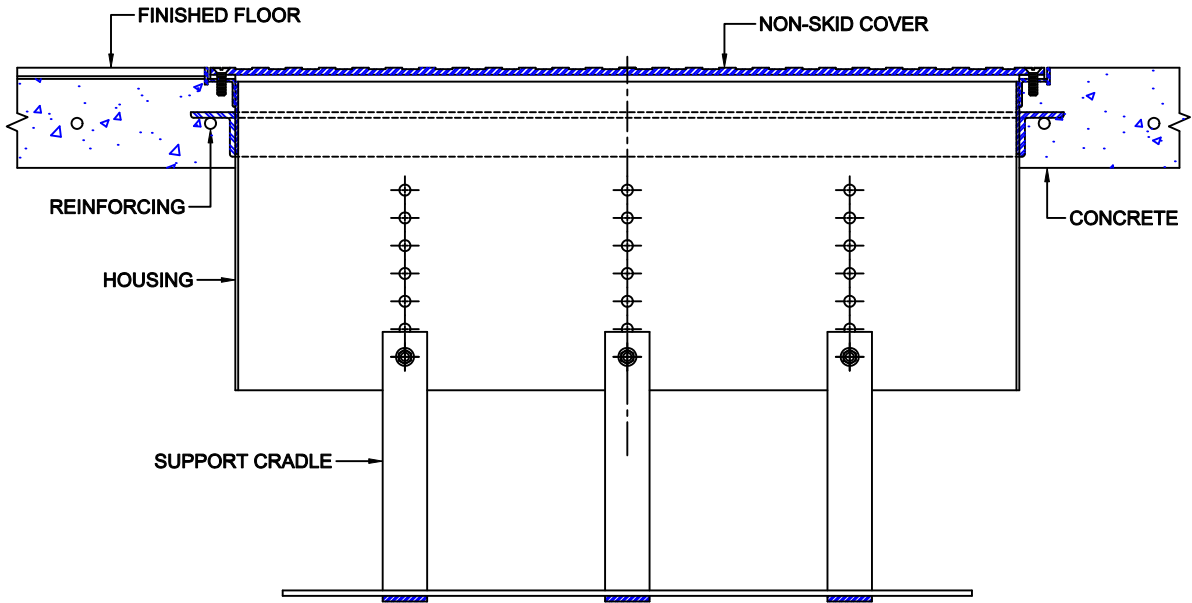 FINISHED FLOOR
NON-SKID COVER
REINFORCING
CONCRETE
HOUSING
SUPPORT CRADLE